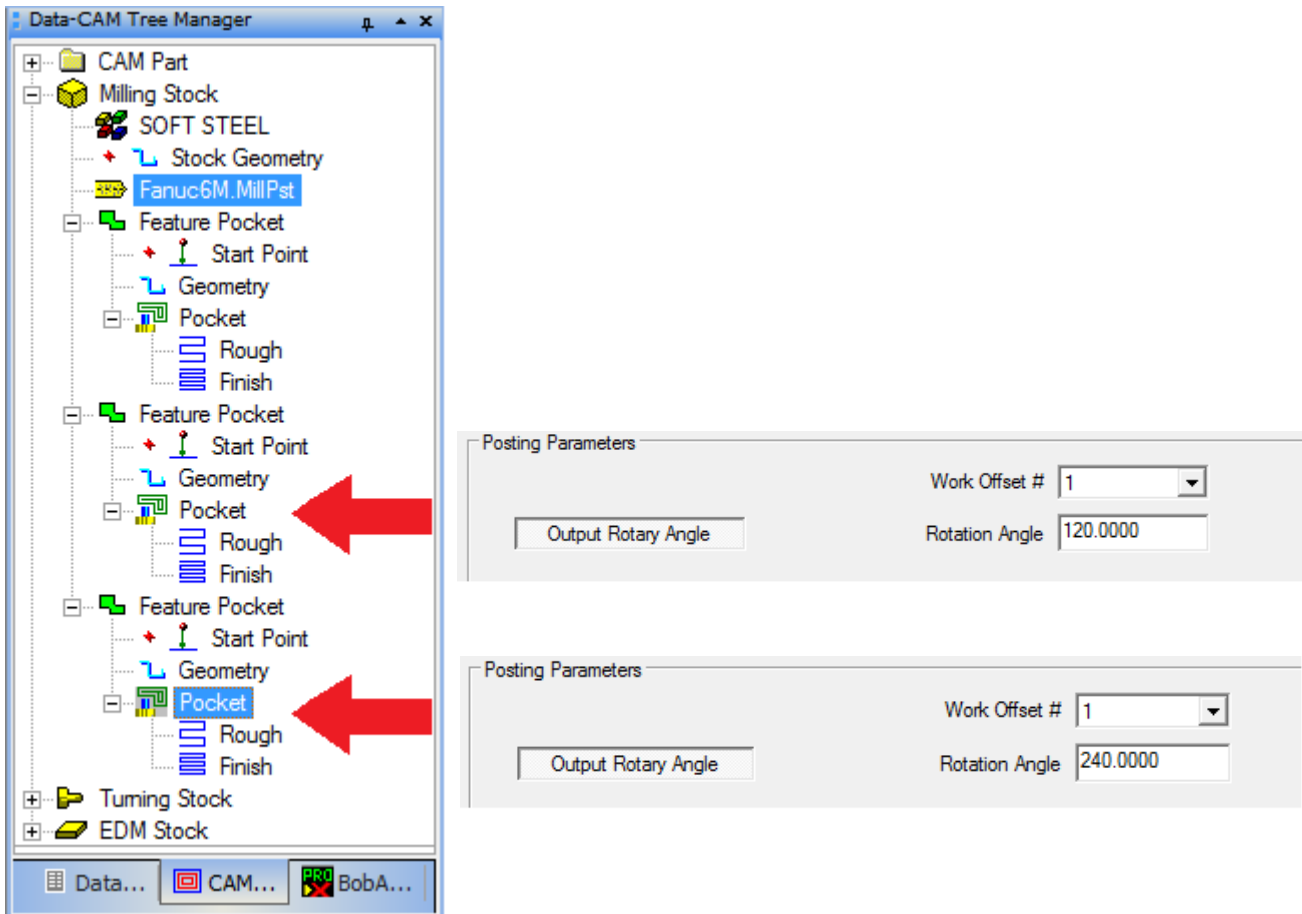 Data-CAM Tree Manager
CAM Part
Milling Stock
SOFT STEEL
Stock Geometry
Fanuc6M.MillPst
Feature Pocket
Start Point
Geometry
Pocket
Rough
Finish
Feature Pocket
Start Point
Geometry
Pocket
Rough
Finish
Feature Pocket
Start Point
Geometry
Pocket
Rough
Finish
Turning Stock
EDM Stock
Data...
CAM...
PRO
BobA...
Posting Parameters
Work Offset # 1
Output Rotary Angle
Rotation Angle 120.0000
Posting Parameters
Work Offset # 1
Output Rotary Angle
Rotation Angle 240.0000